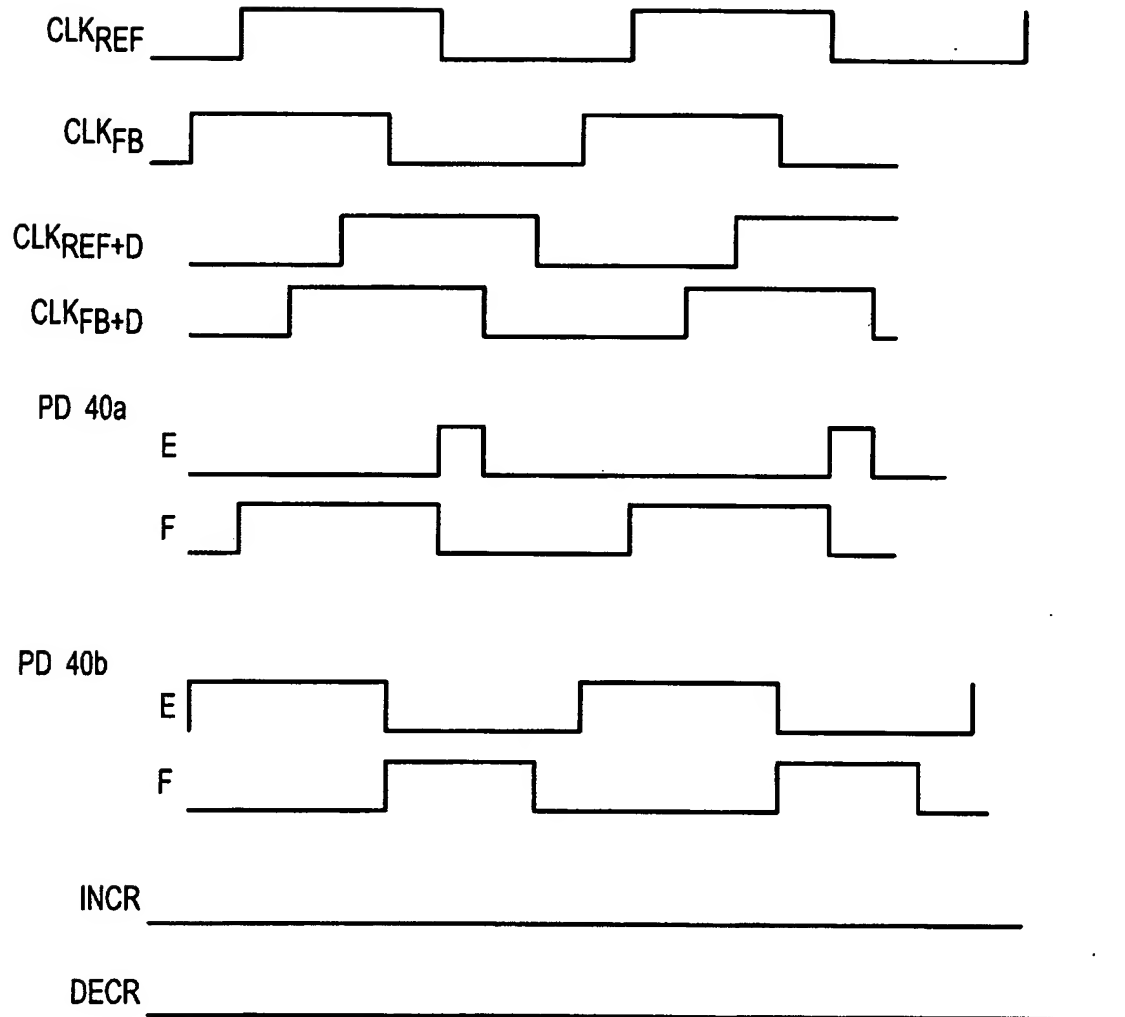 CLKREF
CLKFB
CLKREF+D
CLKFB+D
PD 40a
E
F
PD 40b
E
F
INCR
DECR